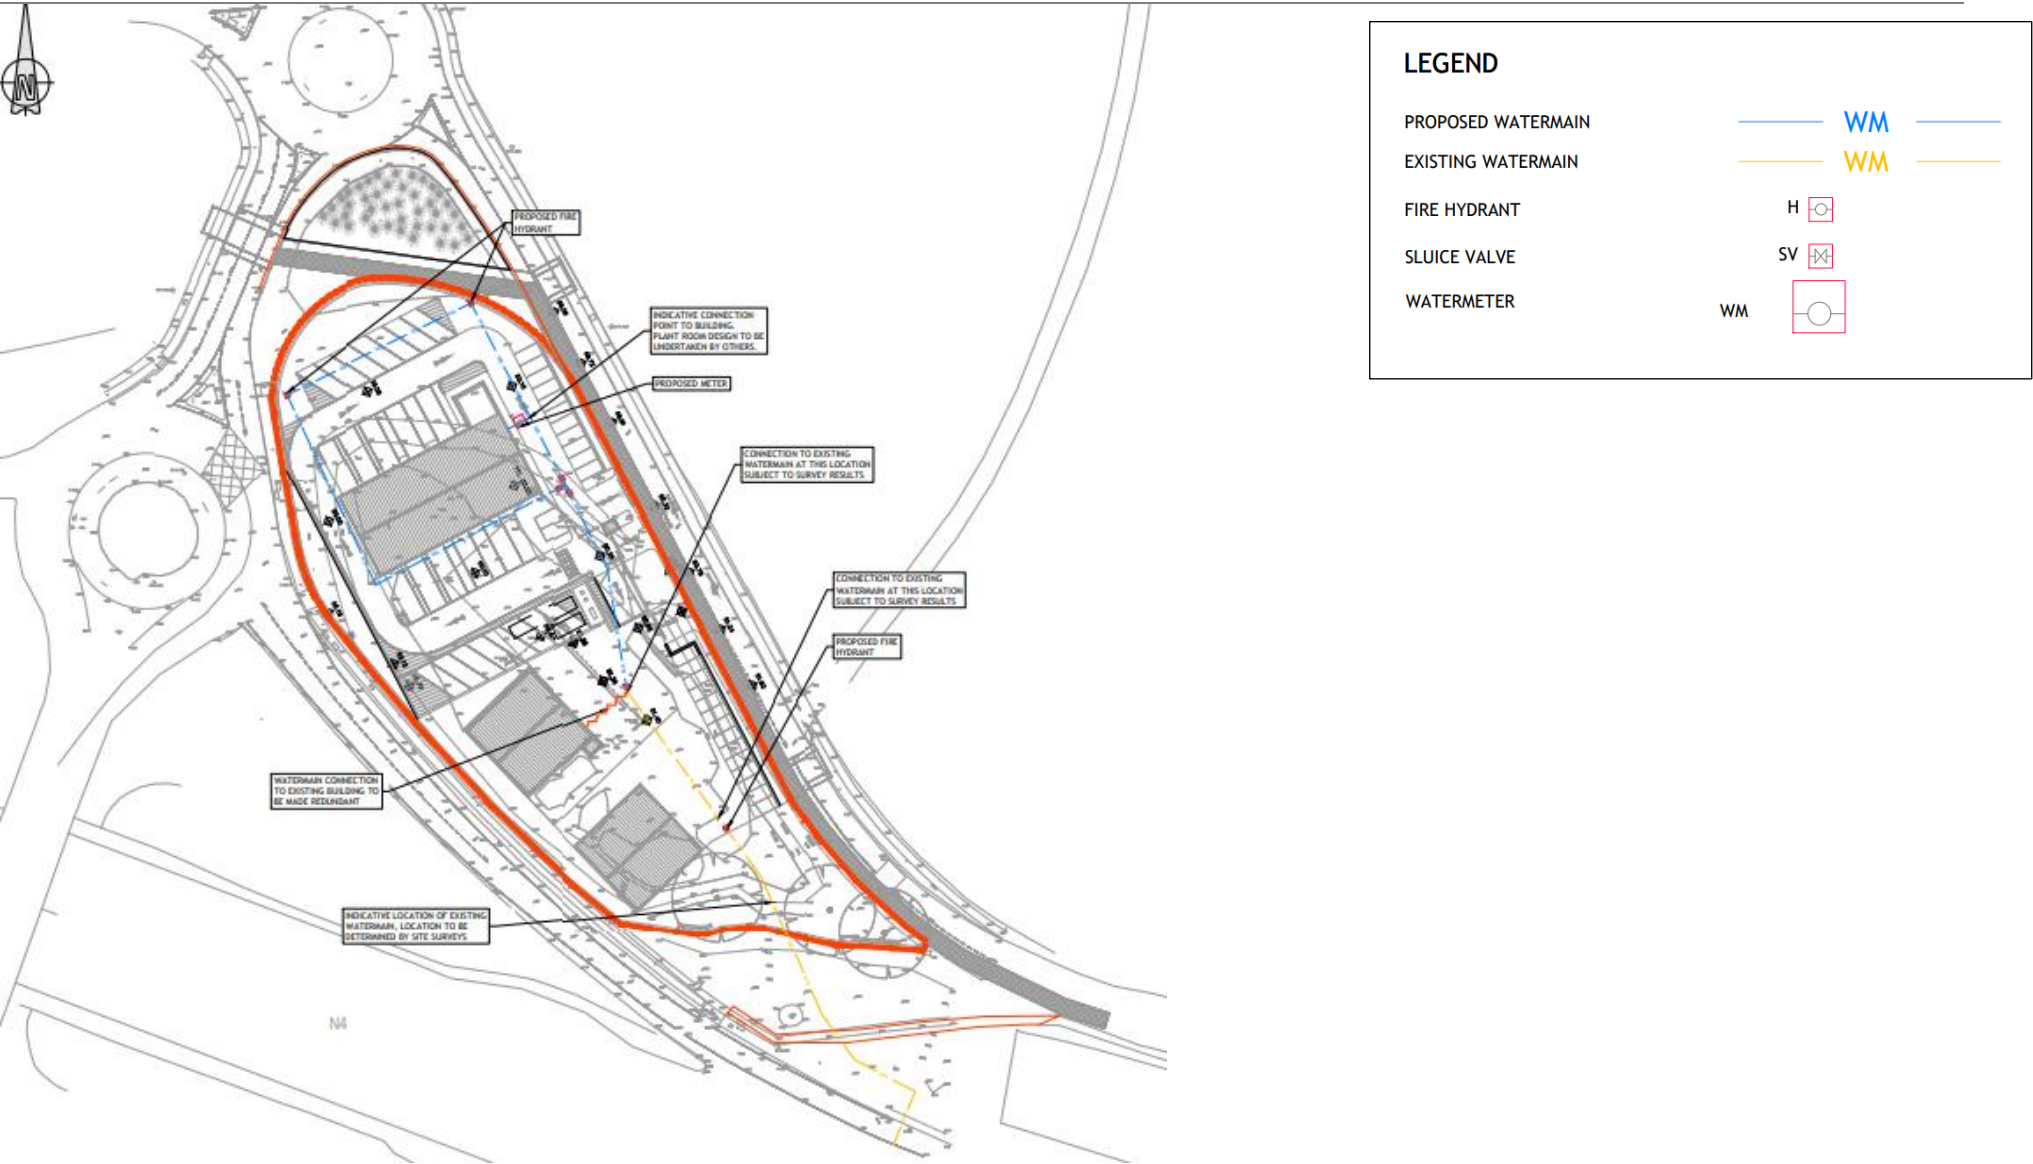 N
LEGEND
PROPOSED WATERMAIN
WM
EXISTING WATERMAIN
WM
FIRE HYDRANT
H
SLUICE VALVE
SV
WATERMETER
WM
PROPOSED FIRE
HYDRANT
INDICATIVE CONNECTION
POINT TO BUILDING.
PLANT ROOM DESIGN TO BE
UNDERTAKEN BY OTHERS.
PROPOSED METER
CONNECTION TO EXISTING
WATERMAIN AT THIS LOCATION
SUBJECT TO SURVEY RESULTS
CONNECTION TO EXISTING
WATERMAIN AT THIS LOCATION
SUBJECT TO SURVEY RESULTS
PROPOSED FIRE
HYDRANT
WATERMAIN CONNECTION
TO EXISTING BUILDING TO
BE MADE REDUNDANT
INDICATIVE LOCATION OF EXISTING
WATERMAIN, LOCATION TO BE
DETERMINED BY SITE SURVEYS
N4